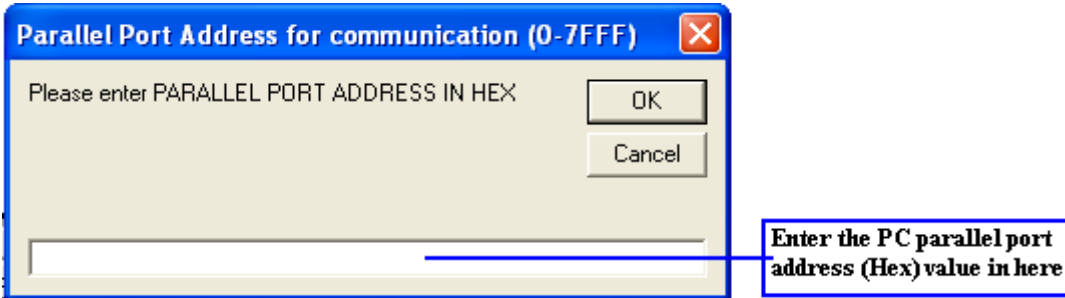 Parallel Port Address for communication (0-7FFF)
Please enter PARALLEL PORT ADDRESS IN HEX
OK
Cancel
Enter the PC parallel port
address (Hex) value in here